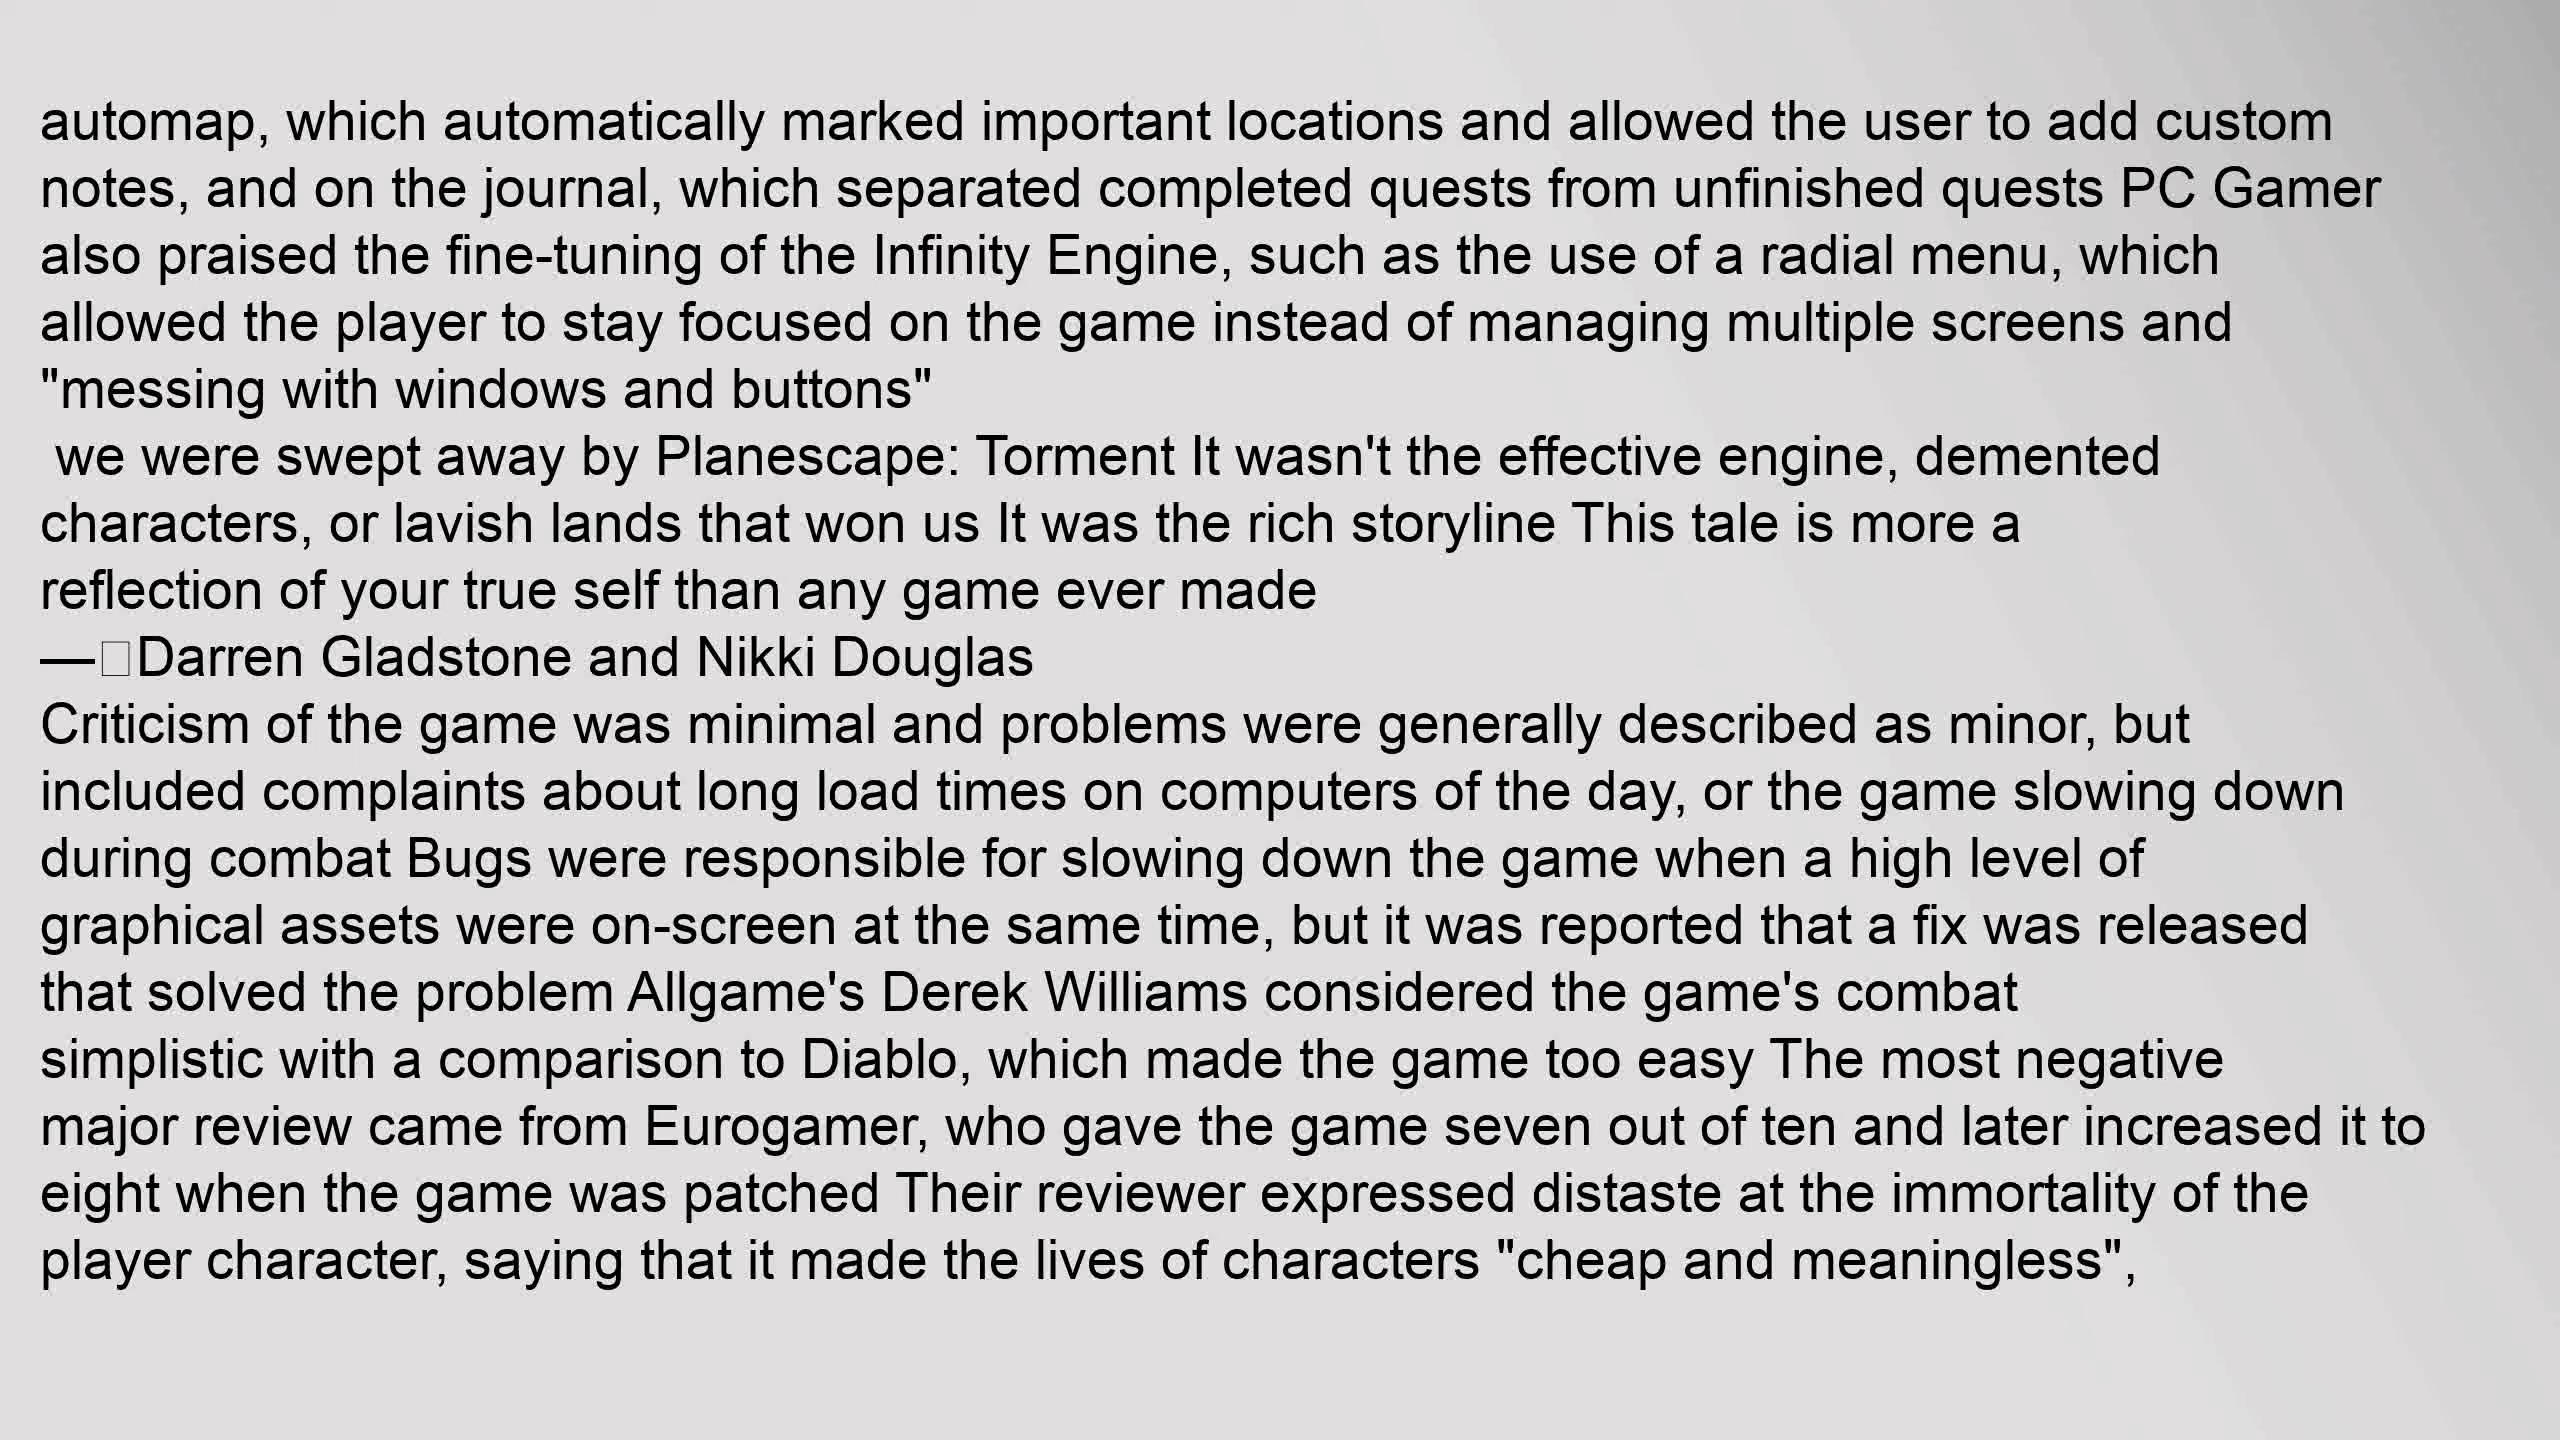 automap, which automatically marked important locations and allowed the user to add custom
notes, and on the journal, which separated completed quests from unfinished quests PC Gamer
also praised the fine-tuning of the Infinity Engine, such as the use of a radial menu, which
allowed the player to stay focused on the game instead of managing multiple screens and
"messing with windows and buttons"
we were swept away by Planescape: Torment It wasn't the effective engine, demented
characters, or lavish lands that won us It was the rich storyline This tale is more a
reflection of your true self than any game ever made
—□Darren Gladstone and Nikki Douglas
Criticism of the game was minimal and problems were generally described as minor, but
included complaints about long load times on computers of the day, or the game slowing down
during combat Bugs were responsible for slowing down the game when a high level of
graphical assets were on-screen at the same time, but it was reported that a fix was released
that solved the problem Allgame's Derek Williams considered the game's combat
simplistic with a comparison to Diablo, which made the game too easy The most negative
major review came from Eurogamer, who gave the game seven out of ten and later increased it to
eight when the game was patched Their reviewer expressed distaste at the immortality of the
player character, saying that it made the lives of characters "cheap and meaningless",